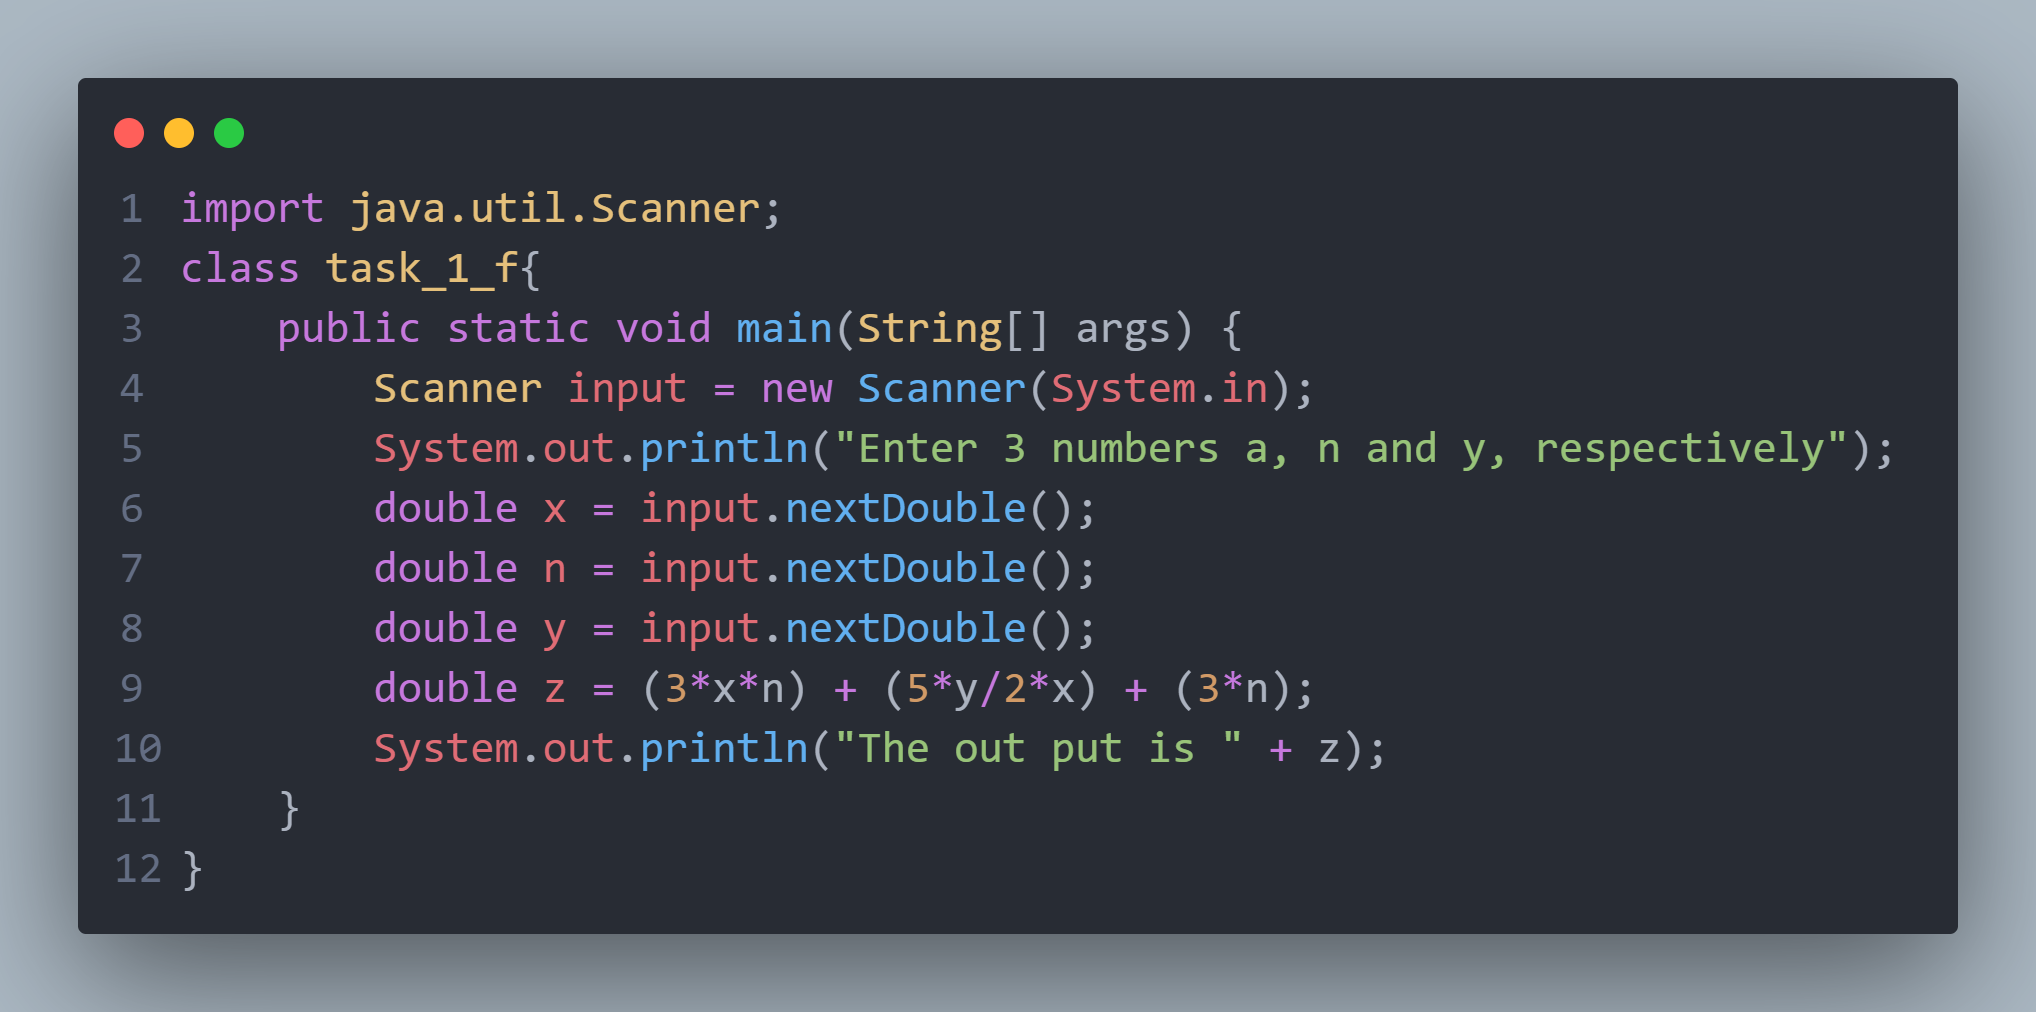 1 import java.util.Scanner;
2 class task_1_f{
3     public static void main(String[] args) {
4         Scanner input = new Scanner(System.in);
5         System.out.println("Enter 3 numbers a, n and y, respectively");
6         double x = input.nextDouble();
7         double n = input.nextDouble();
8         double y = input.nextDouble();
9         double z = (3*x*n) + (5*y/2*x) + (3*n);
10         System.out.println("The out put is " + z);
11     }
12 }